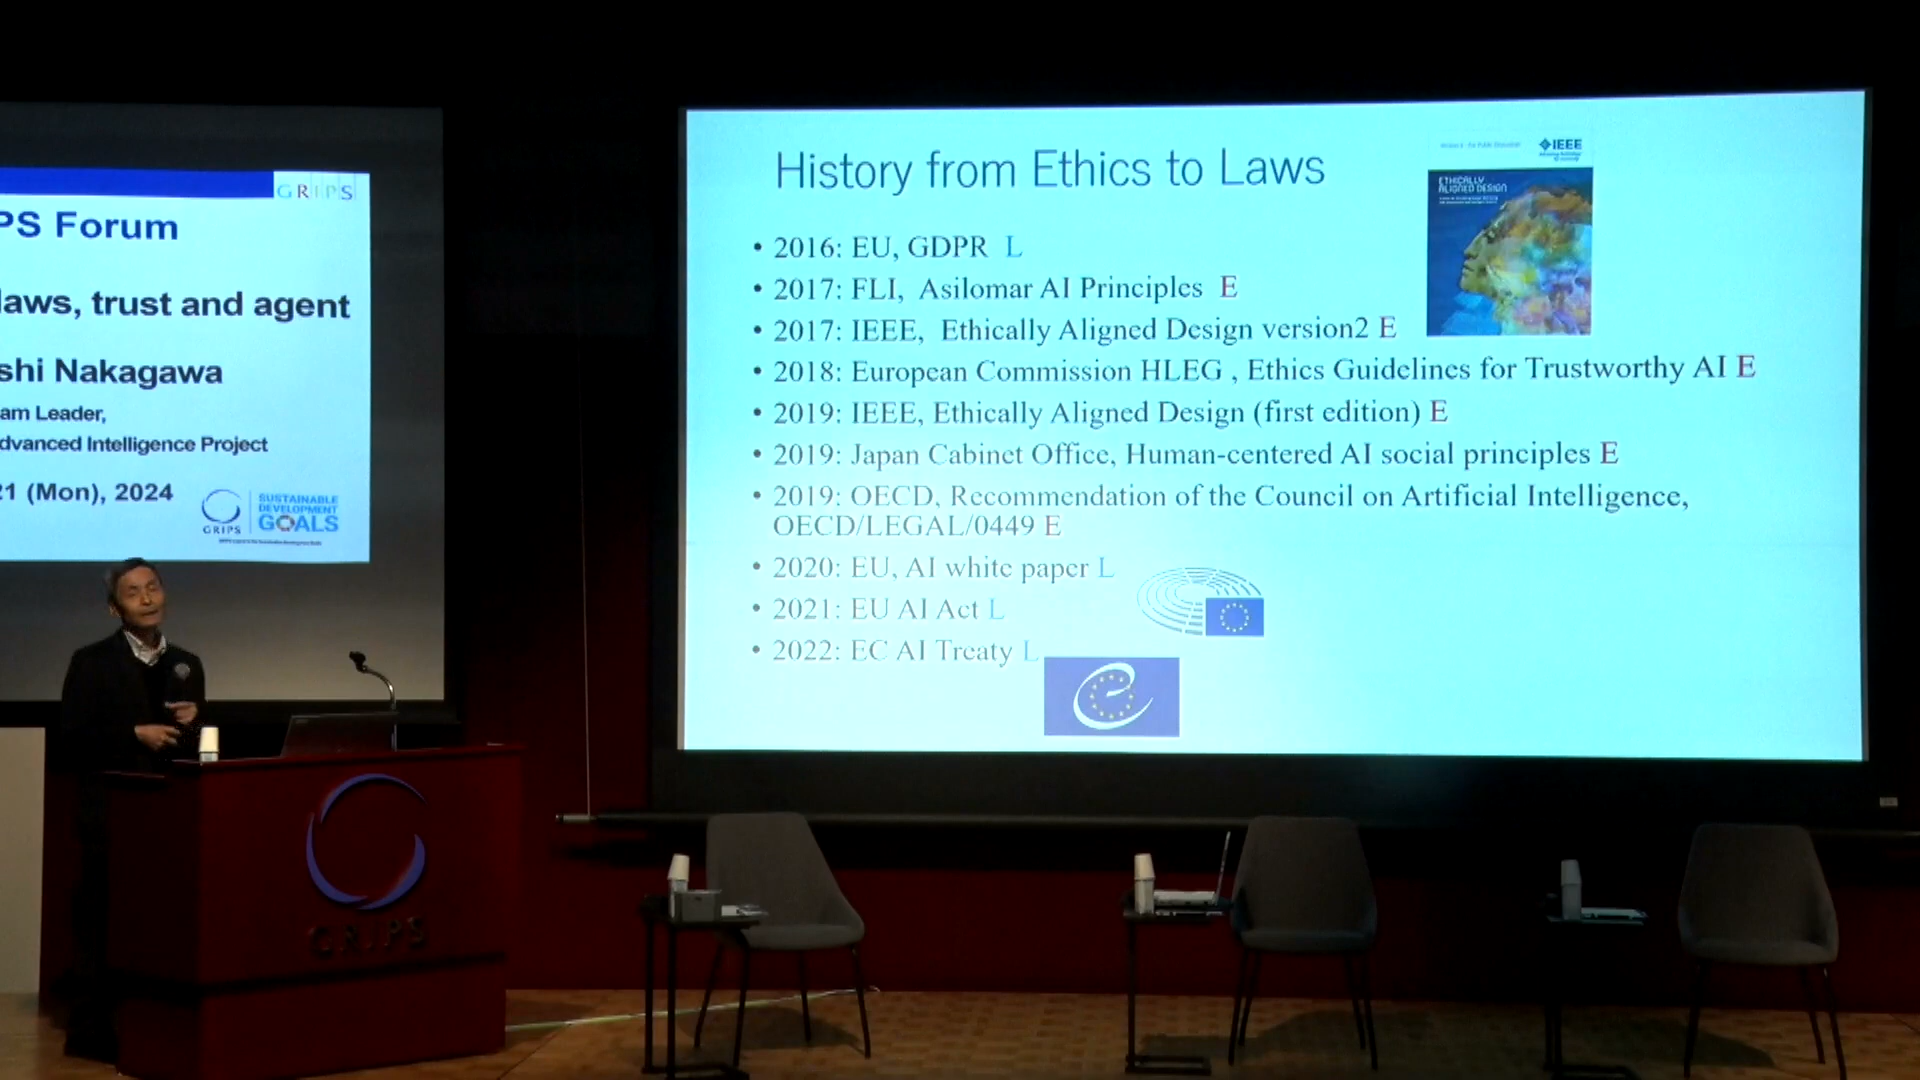 GRIPS
PS Forum
laws, trust and agent
shi Nakagawa
am Leader,
dvanced Intelligence Project
21 (Mon), 2024
GRIPS
SUSTAINABLE
DEVELOPMENT
GOALS
History from Ethics to Laws
IEEE
ETHICALLY
ALIGNED DESIGN
• 2016: EU, GDPR L
• 2017: FLI, Asilomar AI Principles E
• 2017: IEEE, Ethically Aligned Design version2 E
• 2018: European Commission HLEG , Ethics Guidelines for Trustworthy AI E
• 2019: IEEE, Ethically Aligned Design (first edition) E
• 2019: Japan Cabinet Office, Human-centered AI social principles E
• 2019: OECD, Recommendation of the Council on Artificial Intelligence,
OECD/LEGAL/0449 E
• 2020: EU, AI white paper L
• 2021: EU AI Act L
• 2022: EC AI Treaty L
GRIPS